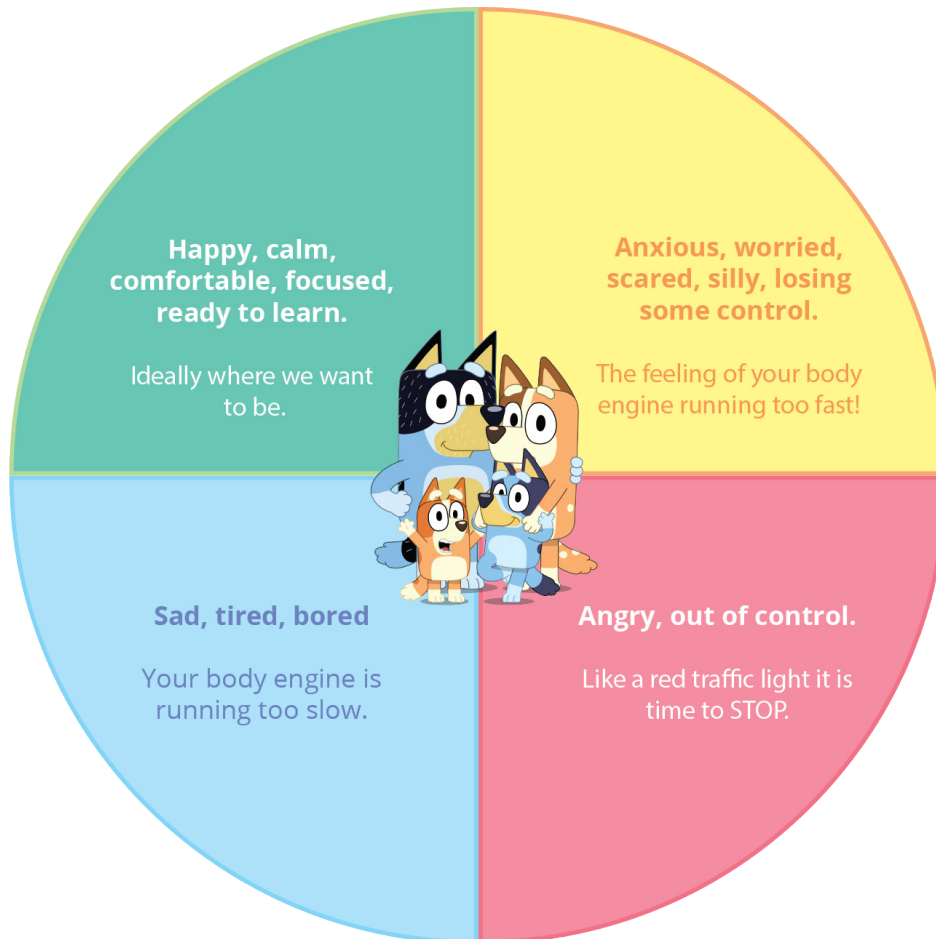 Happy, calm,
comfortable, focused,
ready to learn.
Ideally where we want
to be.
Anxious, worried,
scared, silly, losing
some control.
The feeling of your body
engine running too fast!
Sad, tired, bored
Your body engine is
running too slow.
Angry, out of control.
Like a red traffic light it is
time to STOP.